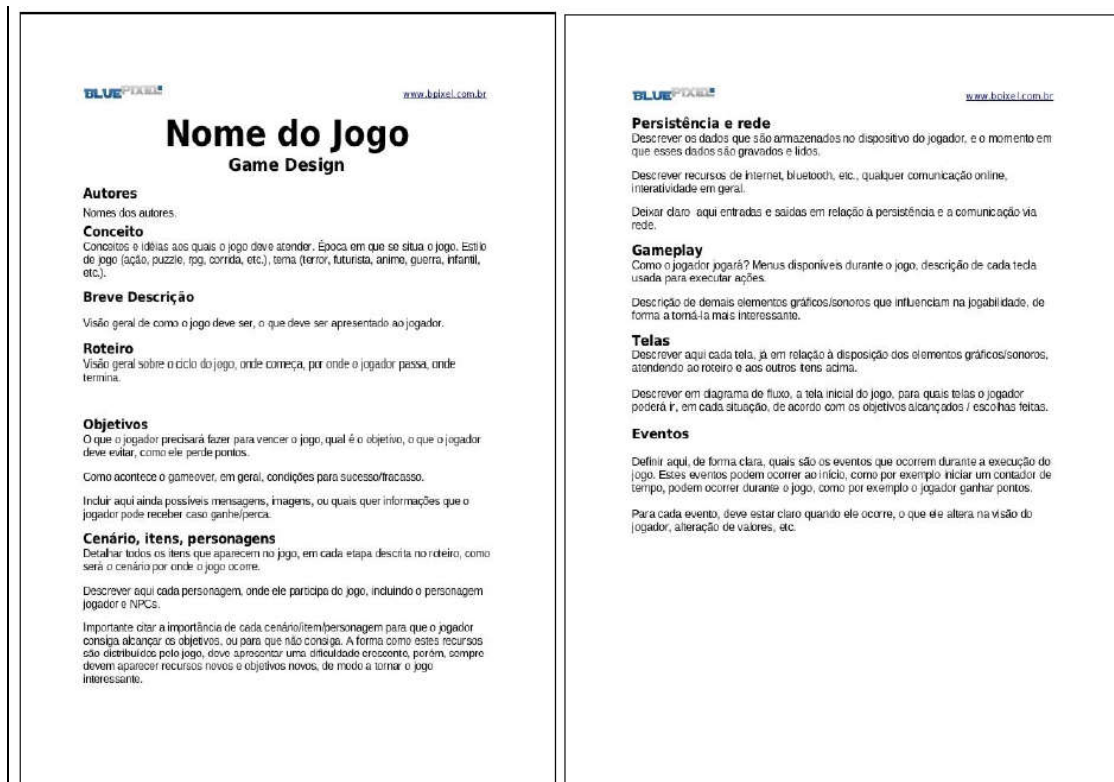 BLUEPIXEL
www.bpixel.com.br
Nome do Jogo
Game Design
Autores
Nomes dos autores.
Conceito
Conceitos e idéias aos quais o jogo deve atender. Época em que se situa o jogo. Estilo
de jogo (ação, puzzle, rpg, corrida, etc.), tema (terror, futurista, anime, guerra, infantil,
etc.).
Breve Descrição
Visão geral de como o jogo deve ser, o que deve ser apresentado ao jogador.
Roteiro
Visão geral sobre o ciclo do jogo, onde começa, por onde o jogador passa, onde
termina.
Objetivos
O que o jogador precisará fazer para vencer o jogo, qual é o objetivo, o que o jogador
deve evitar, como ele perde pontos.
Como acontece o gameover, em geral, condições para sucesso/fracasso.
Incluir aqui ainda possíveis mensagens, imagens, ou quais quer informações que o
jogador pode receber caso ganhe/perca.
Cenário, itens, personagens
Detalhar todos os itens que aparecem no jogo, em cada etapa descrita no roteiro, como
será o cenário por onde o jogo ocorre.
Descrever aqui cada personagem, onde ele participa do jogo, incluindo o personagem
jogador e NPCs.
Importante citar a importância de cada cenário/item/personagem para que o jogador
consiga alcançar os objetivos, ou para que não consiga. A forma como estes recursos
são distribuídos pelo jogo, deve apresentar uma dificuldade crescente, porém, sempre
devem aparecer recursos novos e objetivos novos, de modo a tornar o jogo
interessante.
BLUEPIXEL
www.bpixel.com.br
Persistência e rede
Descrever os dados que são armazenados no dispositivo do jogador, e o momento em
que esses dados são gravados e lidos.
Descrever recursos de internet, bluetooth, etc., qualquer comunicação online,
interatividade em geral.
Deixar claro aqui entradas e saídas em relação à persistência e a comunicação via
rede.
Gameplay
Como o jogador jogará? Menus disponíveis durante o jogo, descrição de cada tecla
usada para executar ações.
Descrição de demais elementos gráficos/sonoros que influenciam na jogabilidade, de
forma a torná-la mais interessante.
Telas
Descrever aqui cada tela, já em relação à disposição dos elementos gráficos/sonoros,
atendendo ao roteiro e aos outros itens acima.
Descrever em diagrama de fluxo, a tela inicial do jogo, para quais telas o jogador
poderá ir, em cada situação, de acordo com os objetivos alcançados / escolhas feitas.
Eventos
Definir aqui, de forma clara, quais são os eventos que ocorrem durante a execução do
jogo. Estes eventos podem ocorrer ao início, como por exemplo iniciar um contador de
tempo, podem ocorrer durante o jogo, como por exemplo o jogador ganhar pontos.
Para cada evento, deve estar claro quando ele ocorre, o que ele altera na visão do
jogador, alteração de valores, etc.